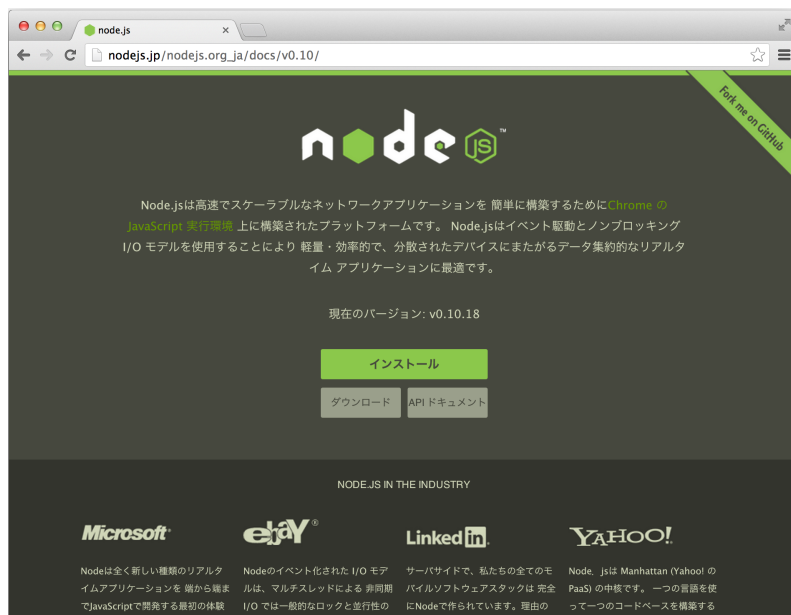 node.js
nodejs.jp/nodejs.org_ja/docs/v0.10/
Fork me on GitHub
node JS™
Node.jsは高速でスケーラブルなネットワークアプリケーションを 簡単に構築するためにChrome の
JavaScript 実行環境 上に構築されたプラットフォームです。 Node.jsはイベント駆動とノンブロッキング
I/O モデルを使用することにより 軽量・効率的で、分散されたデバイスにまたがるデータ集約的なリアルタ
イム アプリケーションに最適です。
現在のバージョン: v0.10.18
インストール
ダウンロード
API ドキュメント
NODE.JS IN THE INDUSTRY
Microsoft
Nodeは全く新しい種類のリアルタ
イムアプリケーションを 端から端ま
でJavaScriptで開発する最初の体験
ebaY®
Nodeのイベント化された I/O モデ
ルは、マルチスレッドによる 非同期
I/O では一般的なロックと並行性の
Linked in
サーバサイドで、私たちの全てのモ
バイルソフトウェアスタックは 完全
にNodeで作られています。理由の
YAHOO!
Node．jsは Manhattan (Yahoo! の
PaaS) の中核です。 一つの言語を使
って一つのコードベースを構築する